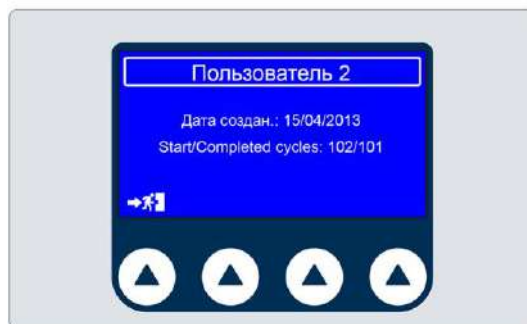 Пользователь 2
Дата создан.: 15/04/2013
Start/Completed cycles: 102/101